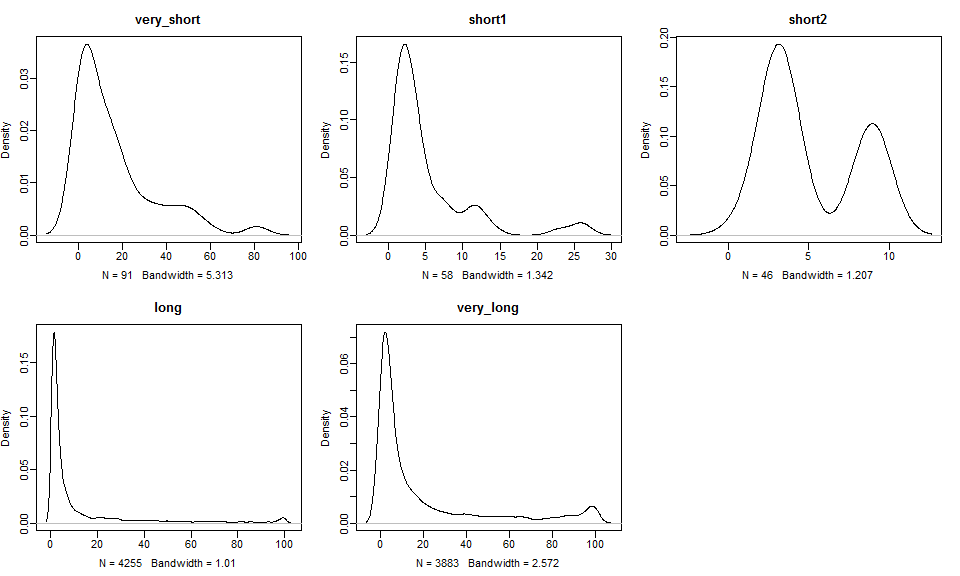 very_short
Density
0.00 0.01 0.02 0.03
0 20 40 60 80 100
N = 91 Bandwidth = 5.313
short1
Density
0.00 0.05 0.10 0.15
0 5 10 15 20 25 30
N = 58 Bandwidth = 1.342
short2
Density
0.00 0.05 0.10 0.15 0.20
0 5 10
N = 46 Bandwidth = 1.207
long
Density
0.00 0.05 0.10 0.15
0 20 40 60 80 100
N = 4255 Bandwidth = 1.01
very_long
Density
0.00 0.02 0.04 0.06
0 20 40 60 80 100
N = 3883 Bandwidth = 2.572